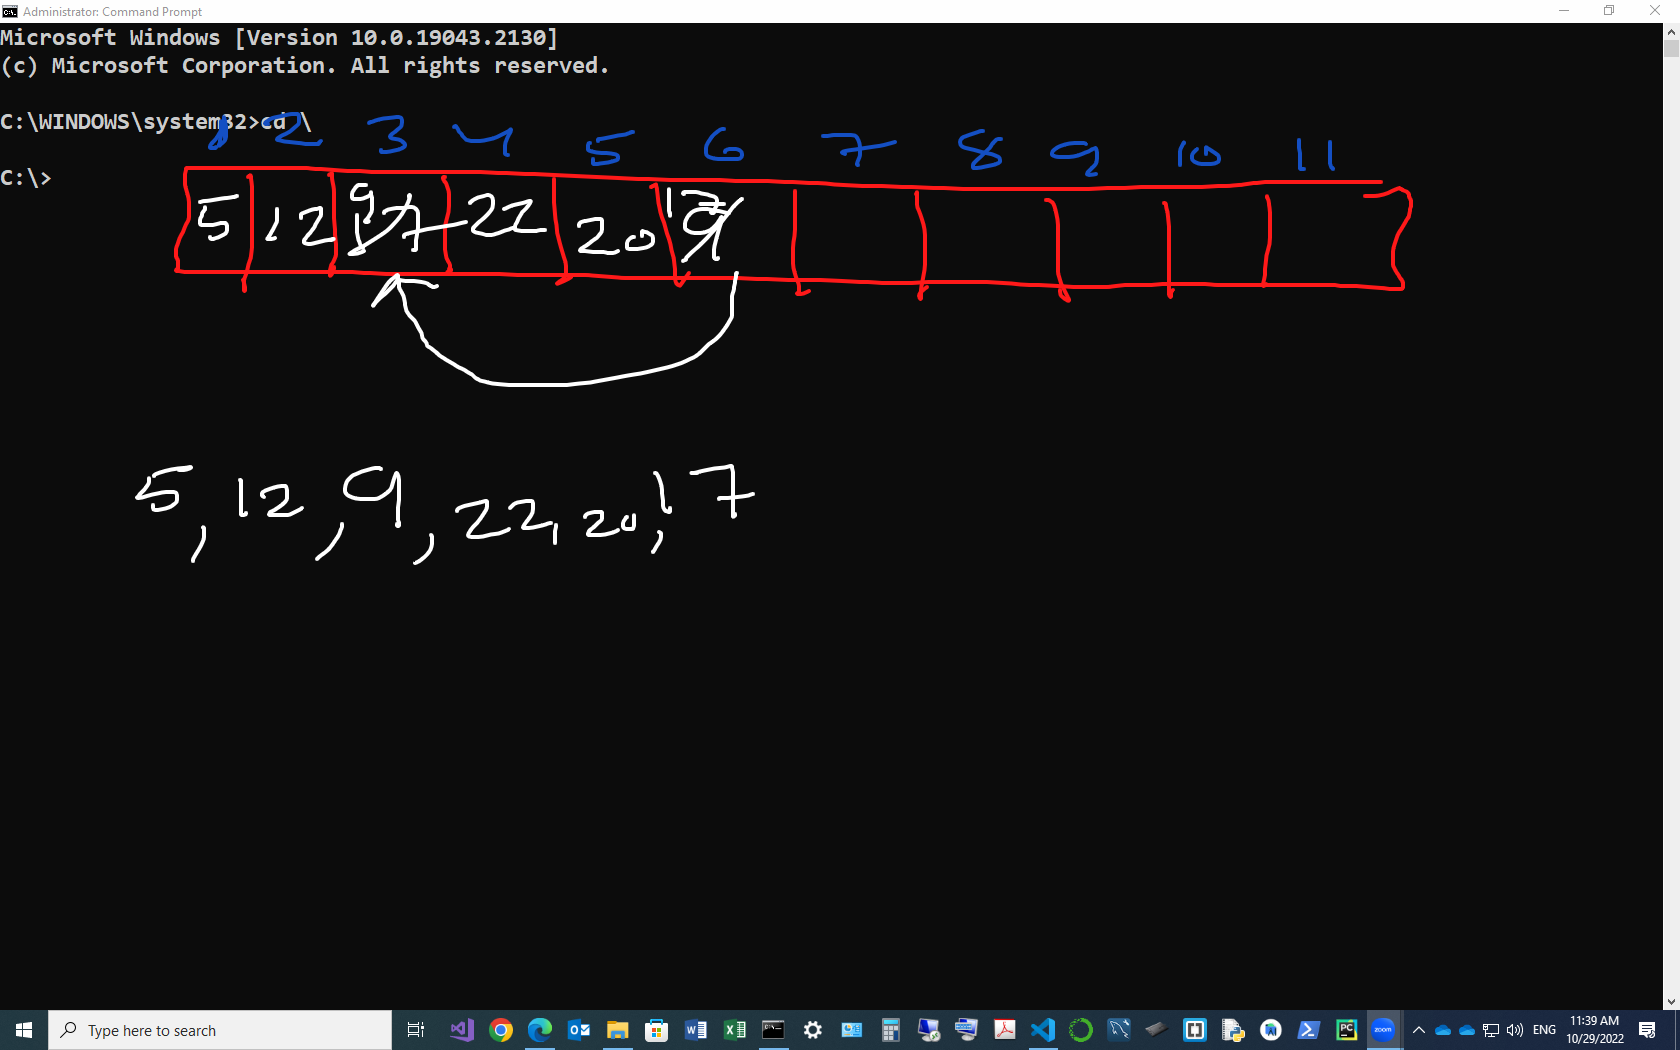 Administrator: Command Prompt
Microsoft Windows [Version 10.0.19043.2130]
(c) Microsoft Corporation. All rights reserved.
C:\WINDOWS\system32>cd \
1 2 3 4 5 6 7 8 9 10 11
C:\>
9 17
5 12 17 22 20 9
5, 12, 9, 22, 20, 17
Type here to search
ENG
11:39 AM
10/29/2022
zoom